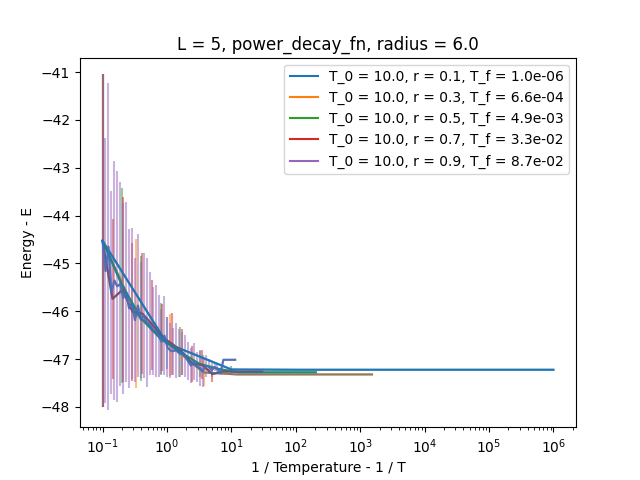 L = 5, power_decay_fn, radius = 6.0
T_0 = 10.0, r = 0.1, T_f = 1.0e-06
T_0 = 10.0, r = 0.3, T_f = 6.6e-04
T_0 = 10.0, r = 0.5, T_f = 4.9e-03
T_0 = 10.0, r = 0.7, T_f = 3.3e-02
T_0 = 10.0, r = 0.9, T_f = 8.7e-02
Energy - E
−41
−42
−43
−44
−45
−46
−47
−48
10⁻¹ 10⁰ 10¹ 10² 10³ 10⁴ 10⁵ 10⁶
1 / Temperature - 1 / T